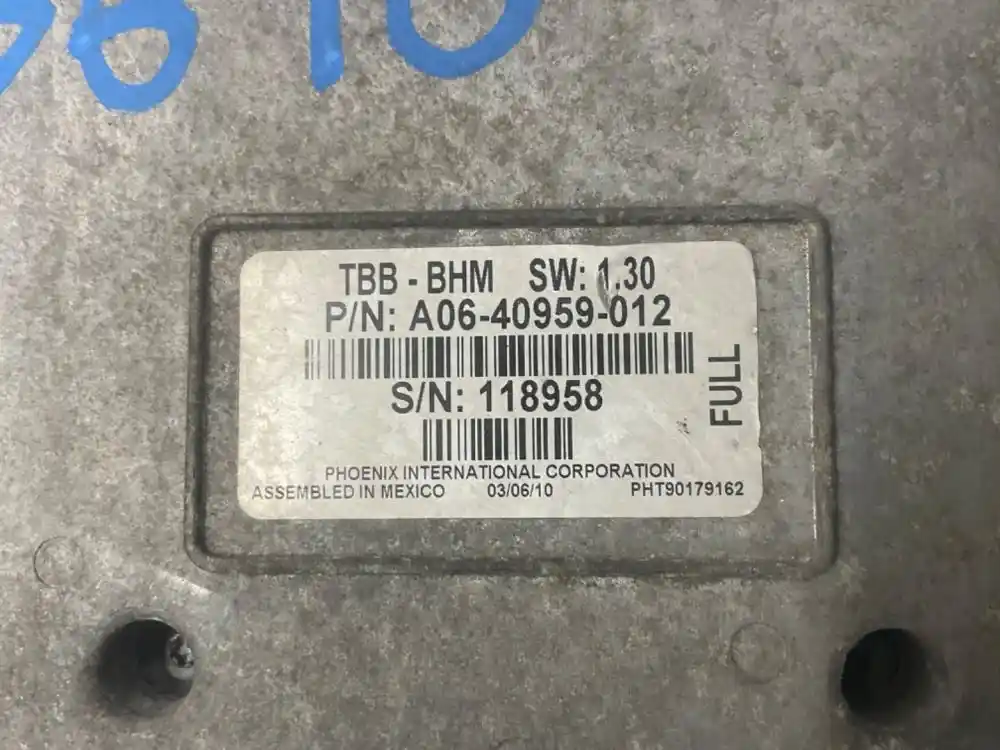 TBB - BHM SW: 1.30
P/N: A06-40959-012
S/N: 118958
FULL
PHOENIX INTERNATIONAL CORPORATION
ASSEMBLED IN MEXICO 03/06/10 PHT90179162